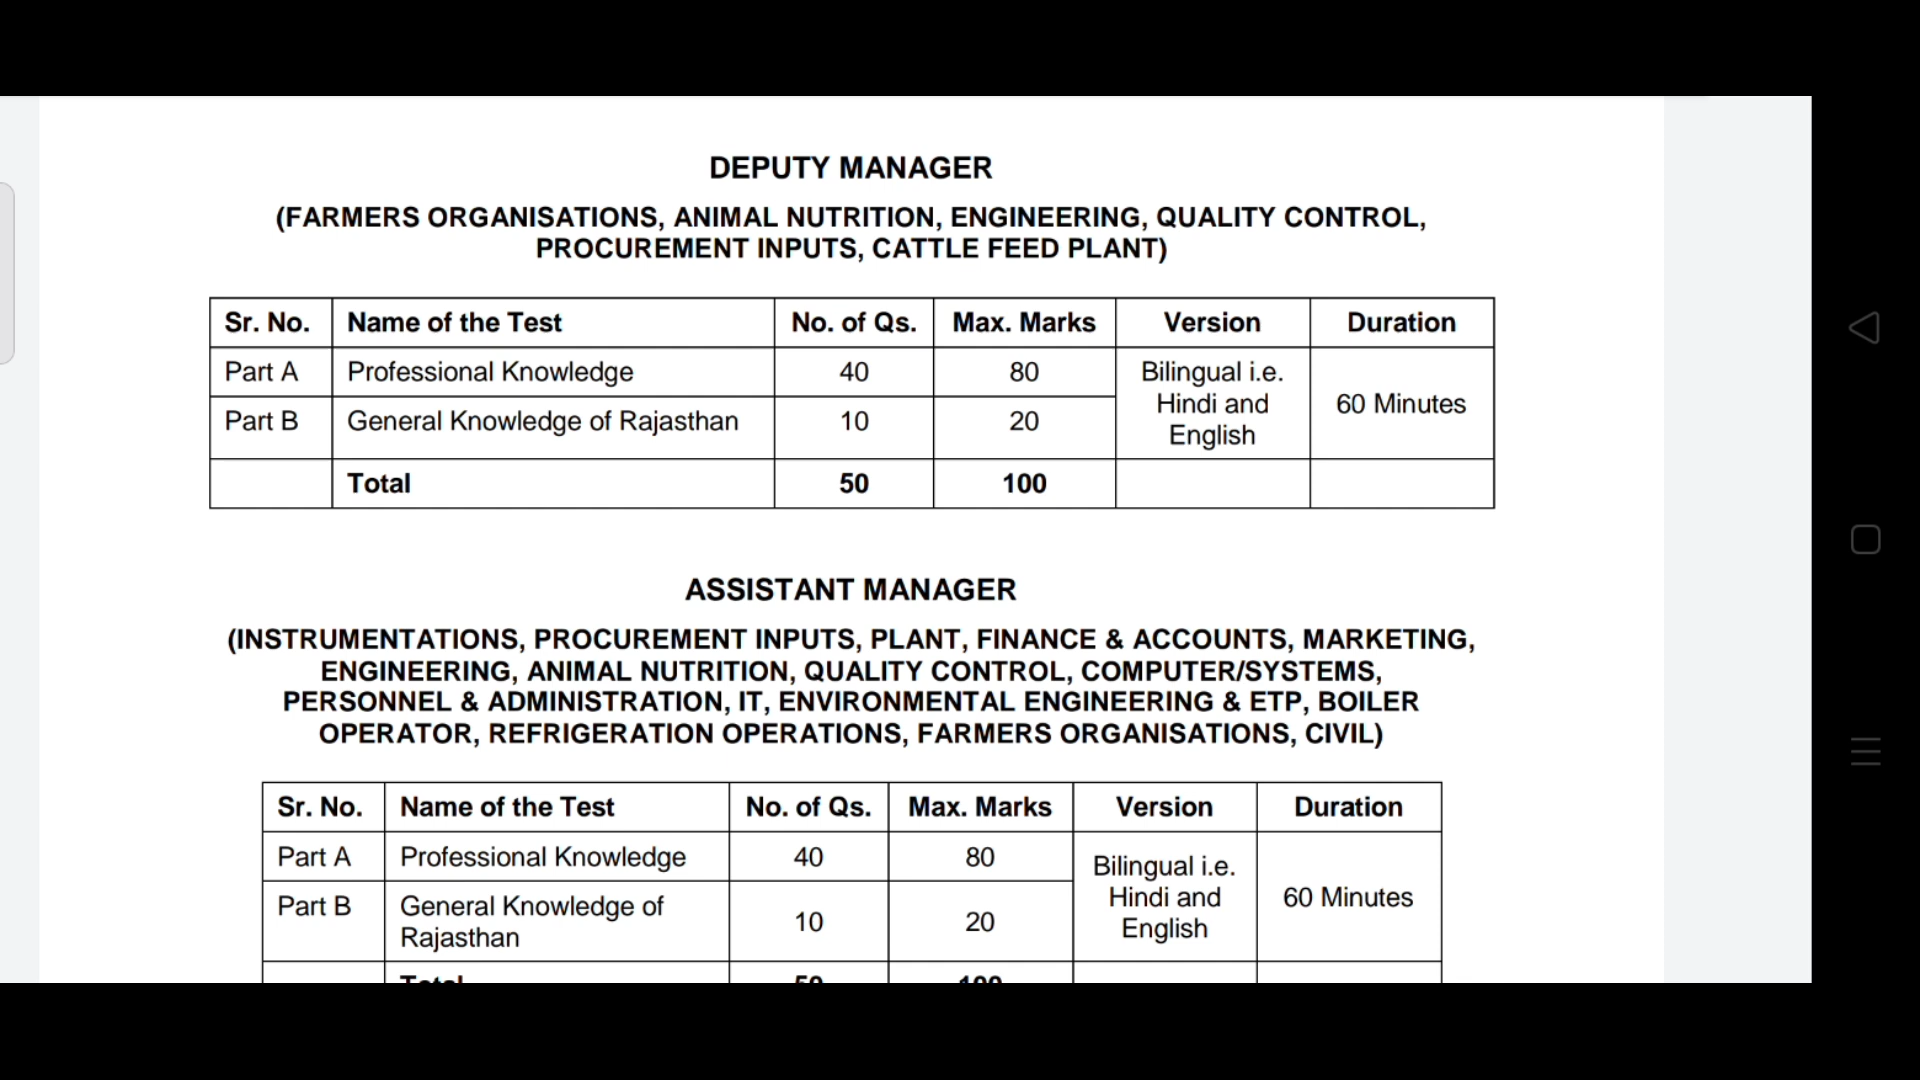 DEPUTY MANAGER
(FARMERS ORGANISATIONS, ANIMAL NUTRITION, ENGINEERING, QUALITY CONTROL,
PROCUREMENT INPUTS, CATTLE FEED PLANT)
Sr. No. Name of the Test No. of Qs. Max. Marks Version Duration
Part A Professional Knowledge 40 80 Bilingual i.e.
Hindi and
English 60 Minutes
Part B General Knowledge of Rajasthan 10 20
Total 50 100
ASSISTANT MANAGER
(INSTRUMENTATIONS, PROCUREMENT INPUTS, PLANT, FINANCE & ACCOUNTS, MARKETING,
ENGINEERING, ANIMAL NUTRITION, QUALITY CONTROL, COMPUTER/SYSTEMS,
PERSONNEL & ADMINISTRATION, IT, ENVIRONMENTAL ENGINEERING & ETP, BOILER
OPERATOR, REFRIGERATION OPERATIONS, FARMERS ORGANISATIONS, CIVIL)
Sr. No. Name of the Test No. of Qs. Max. Marks Version Duration
Part A Professional Knowledge 40 80 Bilingual i.e.
Hindi and
English 60 Minutes
Part B General Knowledge of
Rajasthan 10 20
Total 50 100